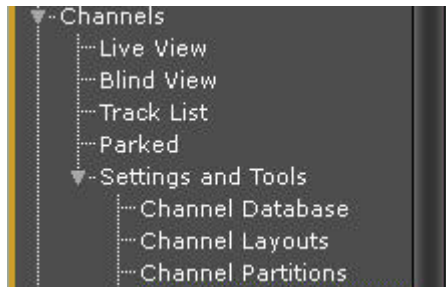 Channels
Live View
Blind View
Track List
Parked
Settings and Tools
Channel Database
Channel Layouts
Channel Partitions